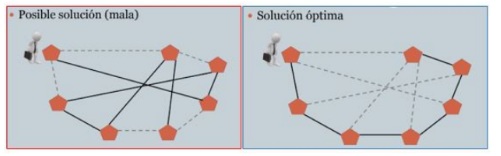 • Posible solución (mala)
• Solución óptima